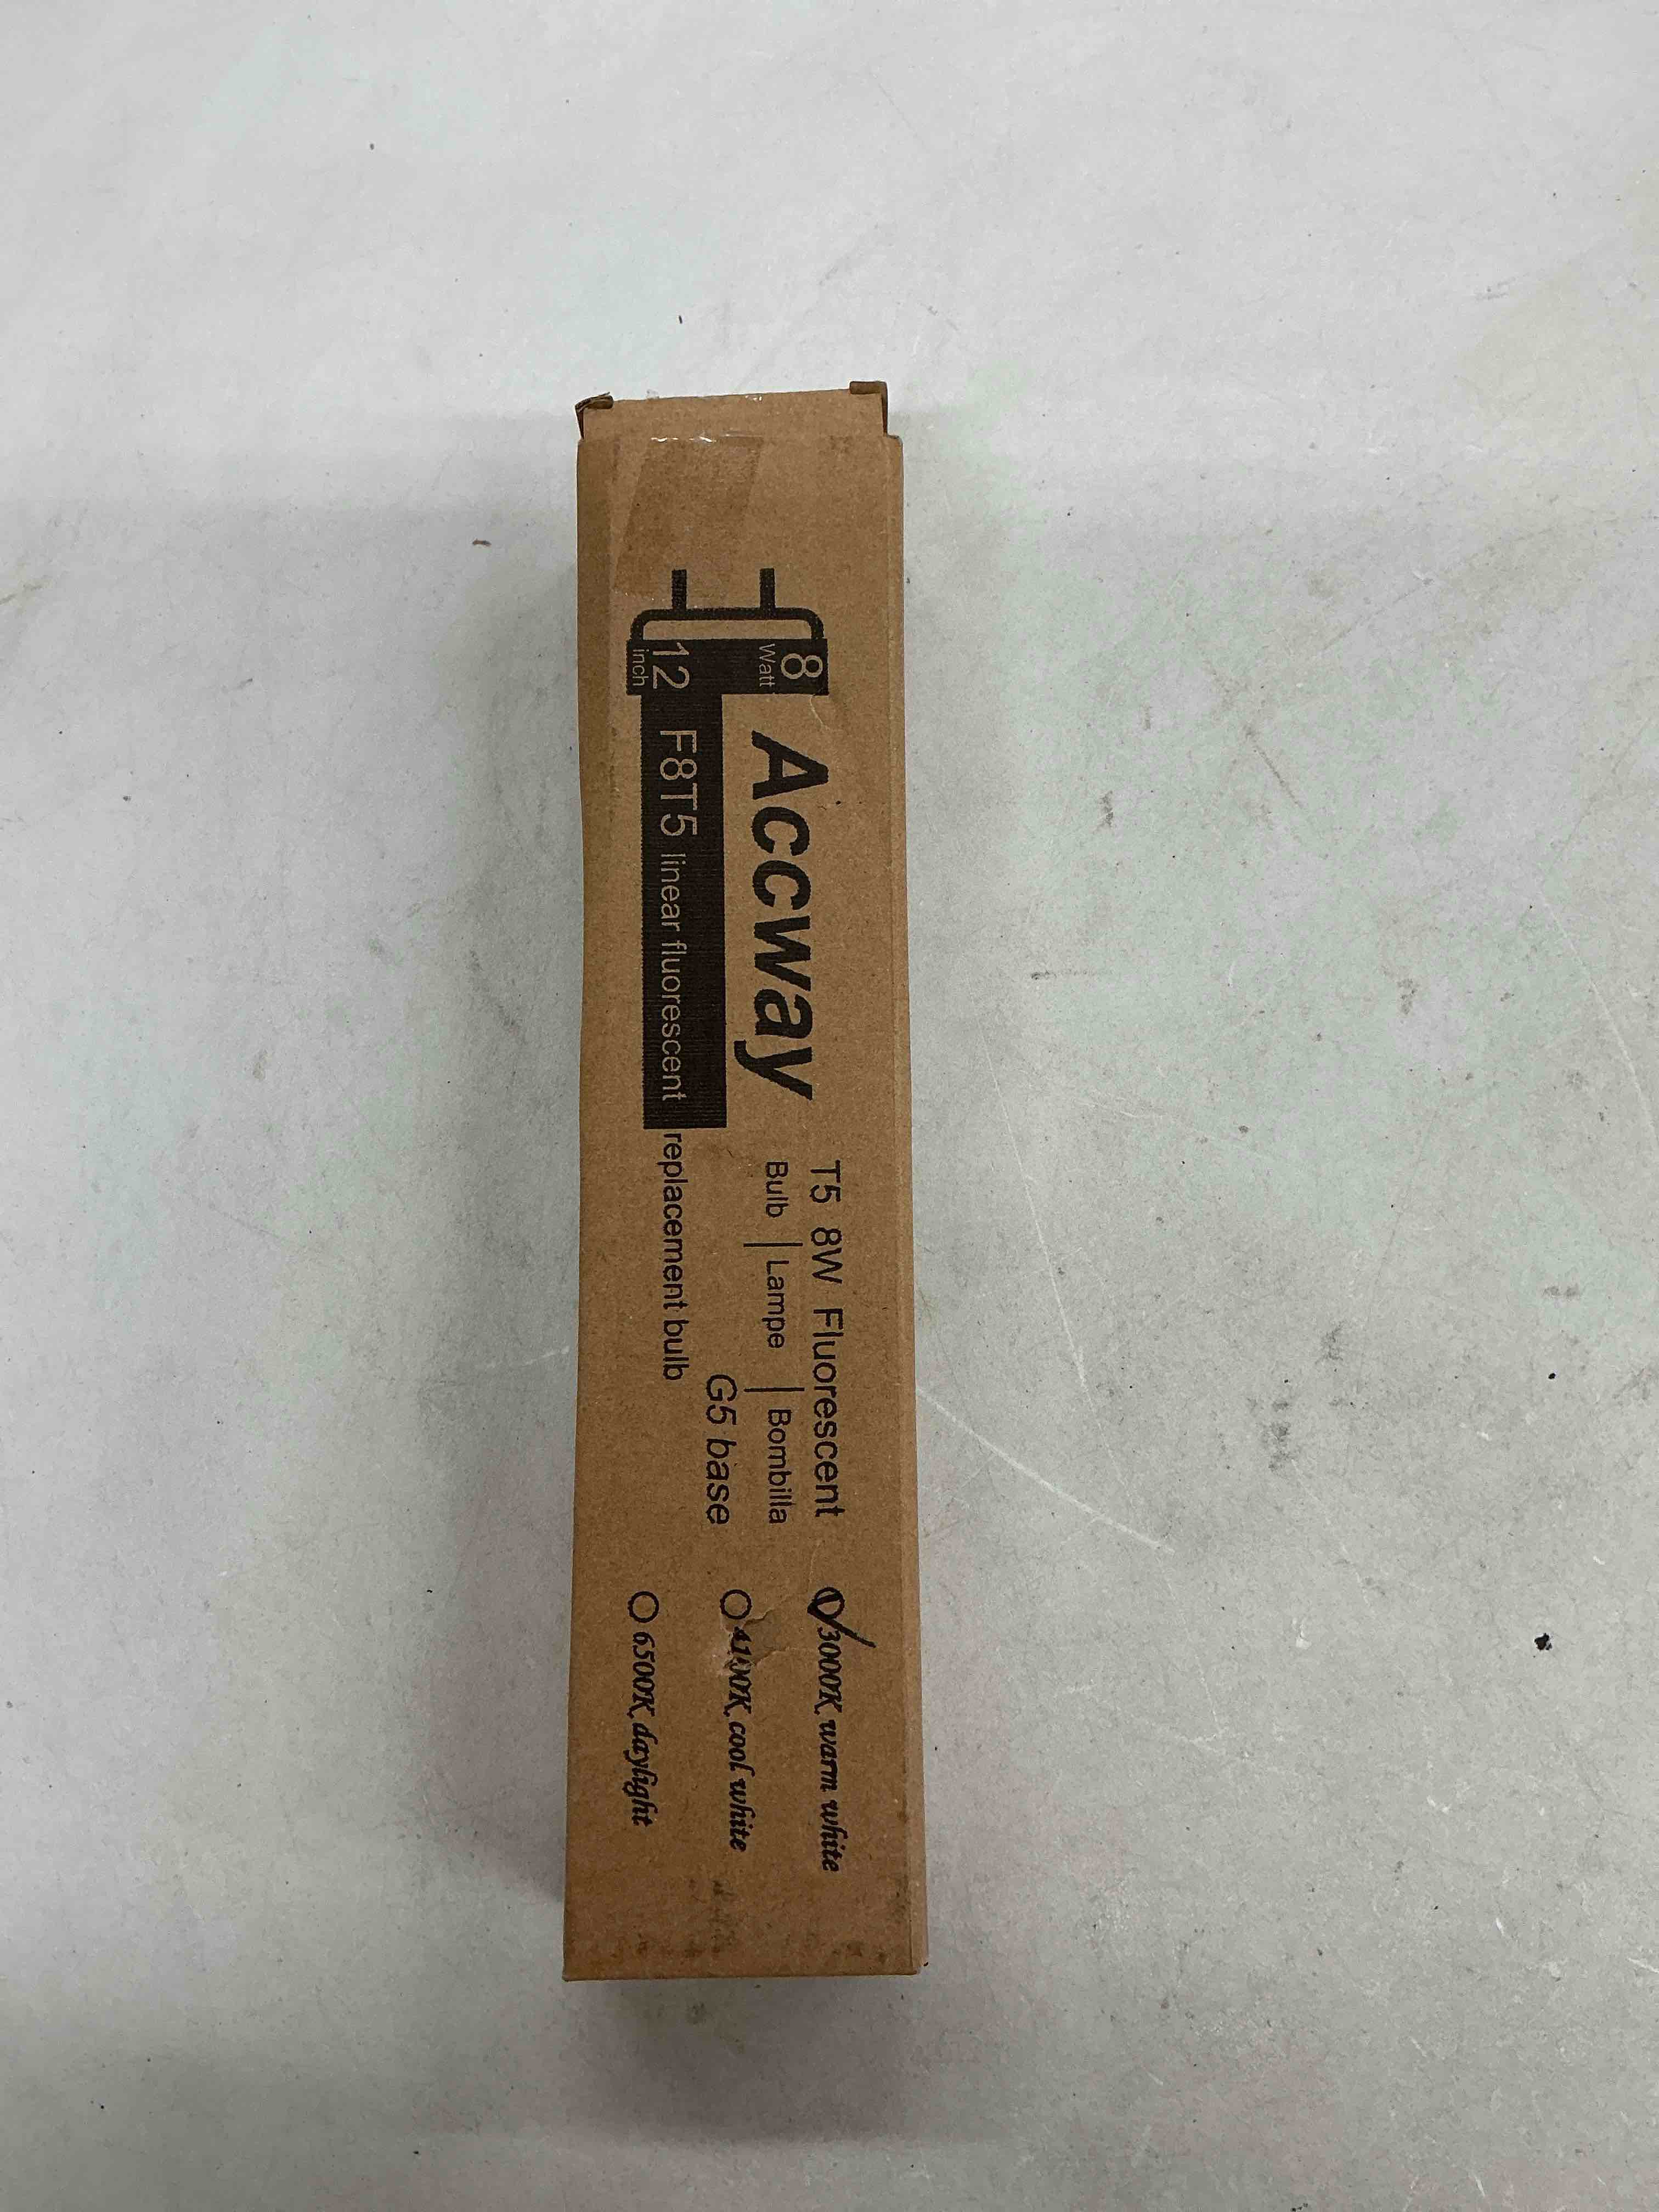 8
Watt
12
inch
Accway
F8T5 linear fluorescent replacement bulb
T5 8W Fluorescent
Bulb | Lampe | Bombilla
G5 base
3000K warm white
4100K cool white
6500K daylight